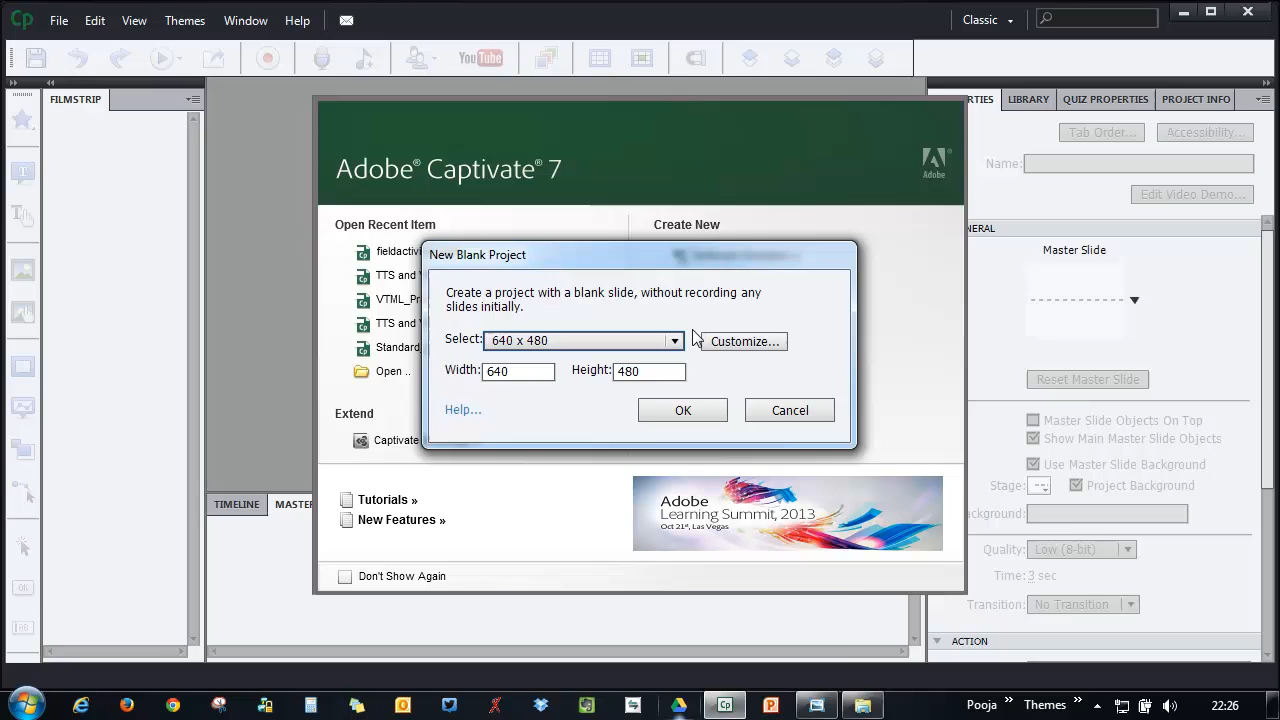 Cp File Edit View Themes Window Help Classic
YouTube
FILMSTRIP
LIBRARY QUIZ PROPERTIES PROJECT INFO
Tab Order... Accessibility...
Adobe® Captivate® 7
Adobe
Name:
Edit Video Demo...
Open Recent Item Create New
Master Slide
New Blank Project
Create a project with a blank slide, without recording any
slides initially.
Select: 640 x 480 Customize...
Width: 640 Height: 480
Help... OK Cancel
TTS and
VTML_Pr
TTS and
Standard
Open ..
Extend
Captivate
Reset Master Slide
Master Slide Objects On Top
Show Main Master Slide Objects
Use Master Slide Background
Stage: Project Background
Quality: Low (8-bit)
Time: 3 sec
Transition: No Transition
ACTION
TIMELINE MASTER
Tutorials »
New Features »
Adobe
Learning Summit, 2013
Oct 21st, Las Vegas
Don't Show Again
Pooja » Themes » 22:26